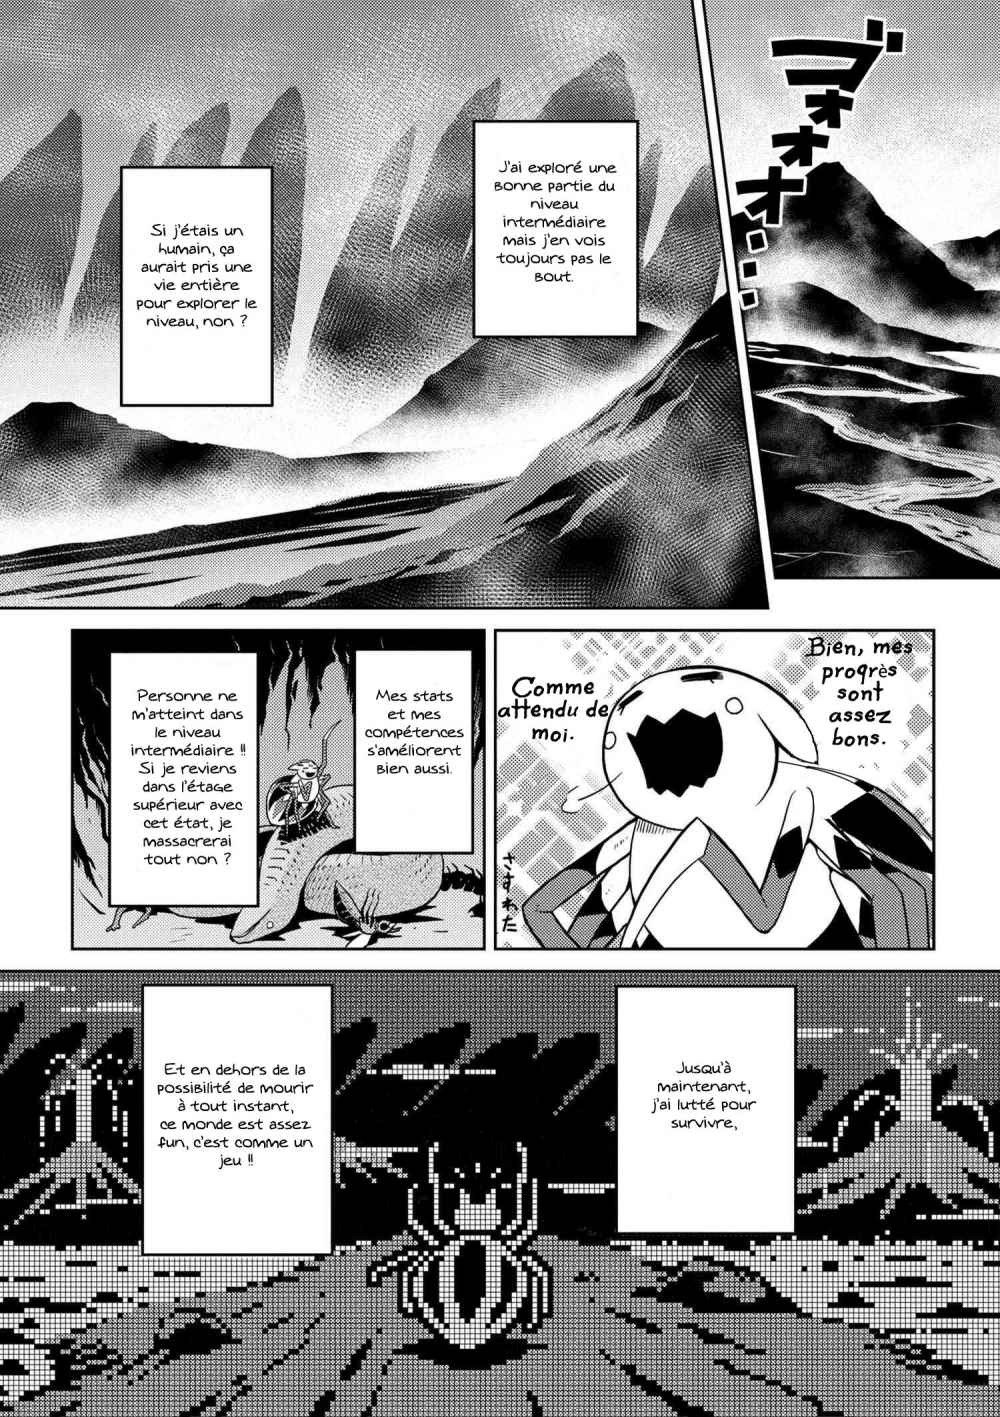 ゴォォォ・・・・
J'ai exploré une
bonne partie du
niveau
intermédiaire
mais j'en vois
toujours pas le
bout.
Si j'étais un
humain, ça
aurait pris une
vie entière
pour explorer le
niveau, non ?
Bien, mes
progrès
sont
assez
bons.
Comme
attendu de
moi.
さすわた
Mes stats
et mes
compétences
s'améliorent
bien aussi.
Personne ne
m'atteint dans
le niveau
intermédiaire !!
Si je reviens
dans l'étage
supérieur avec
cet état, je
massacrerai
tout non ?
Jusqu'à
maintenant,
j'ai lutté pour
survivre,
Et en dehors de la
possibilité de mourir
à tout instant,
ce monde est assez
fun, c'est comme un
jeu !!